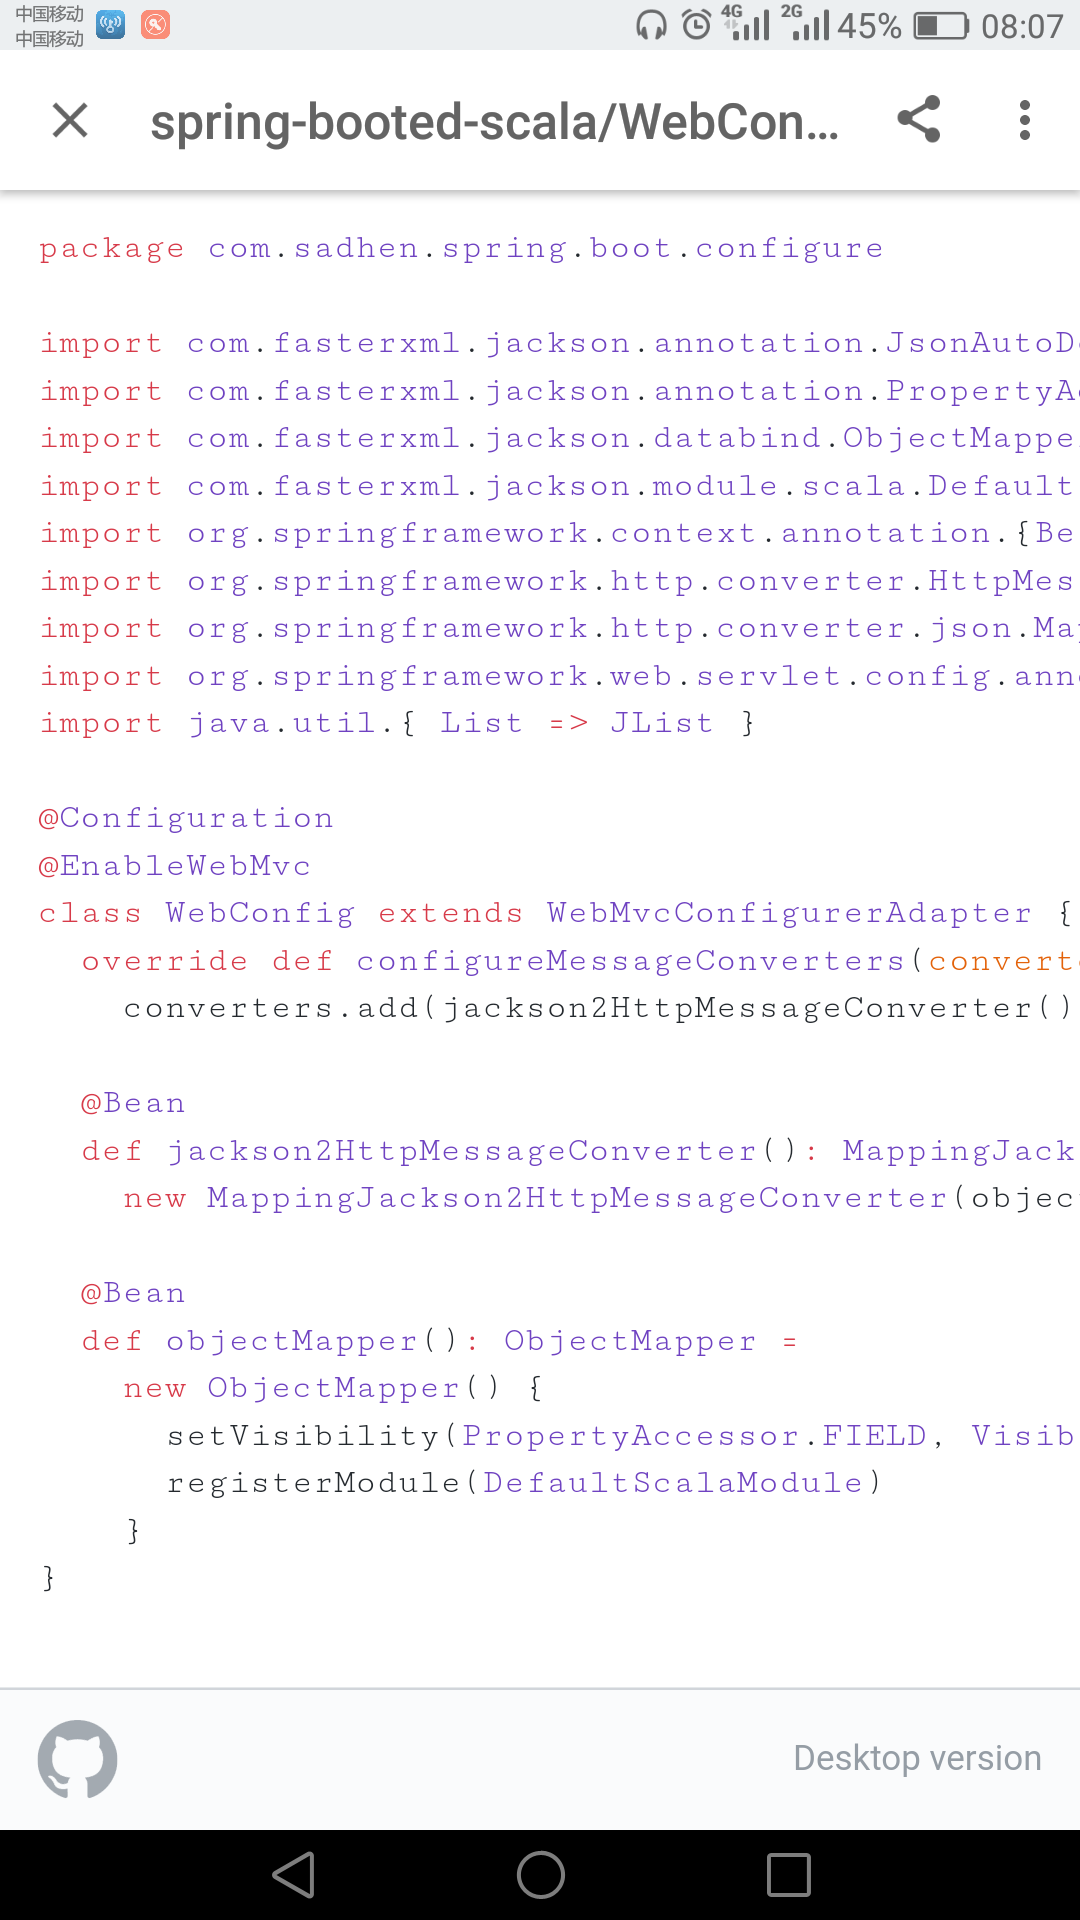 中国移动
中国移动
4G 2G 45% 08:07
spring-booted-scala/WebCon...
package com.sadhen.spring.boot.configure
import com.fasterxml.jackson.annotation.JsonAutoD
import com.fasterxml.jackson.annotation.PropertyA
import com.fasterxml.jackson.databind.ObjectMappe
import com.fasterxml.jackson.module.scala.Default
import org.springframework.context.annotation.{Be
import org.springframework.http.converter.HttpMes
import org.springframework.http.converter.json.Ma
import org.springframework.web.servlet.config.ann
import java.util.{ List => JList }
@Configuration
@EnableWebMvc
class WebConfig extends WebMvcConfigurerAdapter {
override def configureMessageConverters(convert
converters.add(jackson2HttpMessageConverter()
@Bean
def jackson2HttpMessageConverter(): MappingJack
new MappingJackson2HttpMessageConverter(objec
@Bean
def objectMapper(): ObjectMapper =
new ObjectMapper() {
setVisibility(PropertyAccessor.FIELD, Visib
registerModule(DefaultScalaModule)
}
}
Desktop version